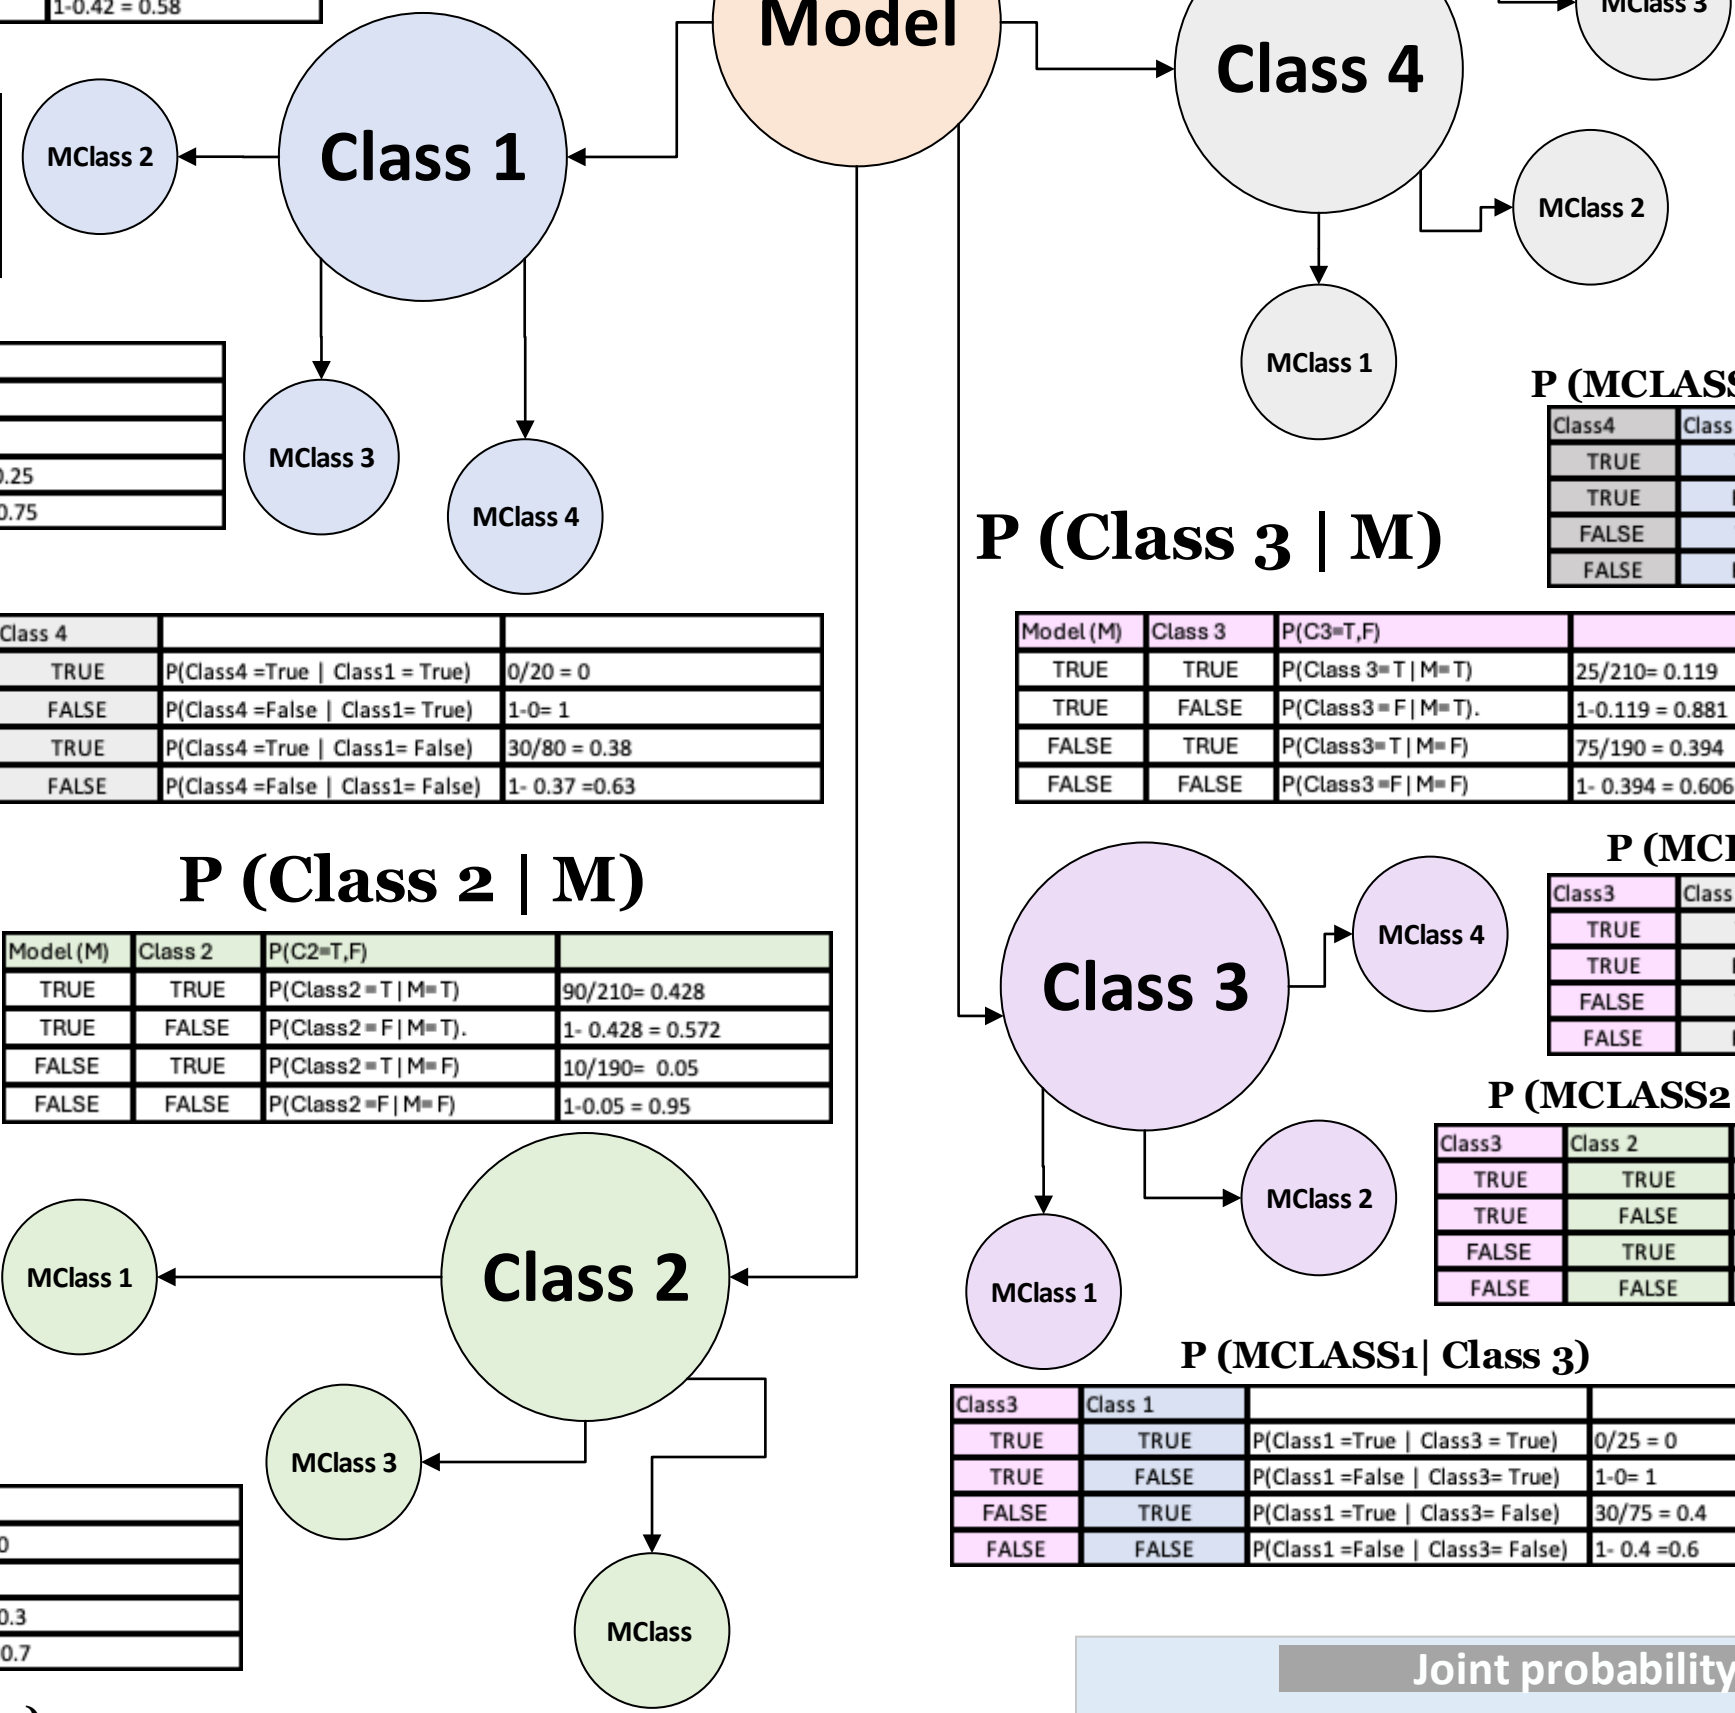 1-0.42 = 0.58
Model
MClass 3
Class 4
Class 1
MClass 2
MClass 2
MClass 1
MClass 3
MClass 4
0.25
0.75
P (MCLASS
Class4 Class
TRUE
TRUE
FALSE
FALSE
P (Class 3 | M)
Class 4
TRUE P(Class4 =True | Class1 = True) 0/20 = 0
FALSE P(Class4 =False | Class1= True) 1-0= 1
TRUE P(Class4 =True | Class1= False) 30/80 = 0.38
FALSE P(Class4 =False | Class1= False) 1- 0.37 =0.63
Model (M) Class 3 P(C3=T,F)
TRUE TRUE P(Class 3=T | M=T) 25/210= 0.119
TRUE FALSE P(Class3=F | M=T). 1-0.119 = 0.881
FALSE TRUE P(Class3=T | M=F) 75/190 = 0.394
FALSE FALSE P(Class3=F | M=F) 1- 0.394 = 0.606
P (Class 2 | M)
Model (M) Class 2 P(C2=T,F)
TRUE TRUE P(Class2=T | M=T) 90/210= 0.428
TRUE FALSE P(Class2=F | M=T). 1- 0.428 = 0.572
FALSE TRUE P(Class2=T | M=F) 10/190= 0.05
FALSE FALSE P(Class2=F | M=F) 1-0.05 = 0.95
P (MCL
Class3 Class
TRUE
TRUE
FALSE
FALSE
MClass 4
Class 3
MClass 2
MClass 1
P (MCLASS2
Class3 Class 2
TRUE TRUE
TRUE FALSE
FALSE TRUE
FALSE FALSE
Class 2
MClass 1
MClass 3
MClass
P (MCLASS1| Class 3)
Class3 Class 1
TRUE TRUE P(Class1 =True | Class3 = True) 0/25 = 0
TRUE FALSE P(Class1 =False | Class3= True) 1-0= 1
FALSE TRUE P(Class1 =True | Class3= False) 30/75 = 0.4
FALSE FALSE P(Class1 =False | Class3= False) 1- 0.4 =0.6
0
0.3
0.7
Joint probability